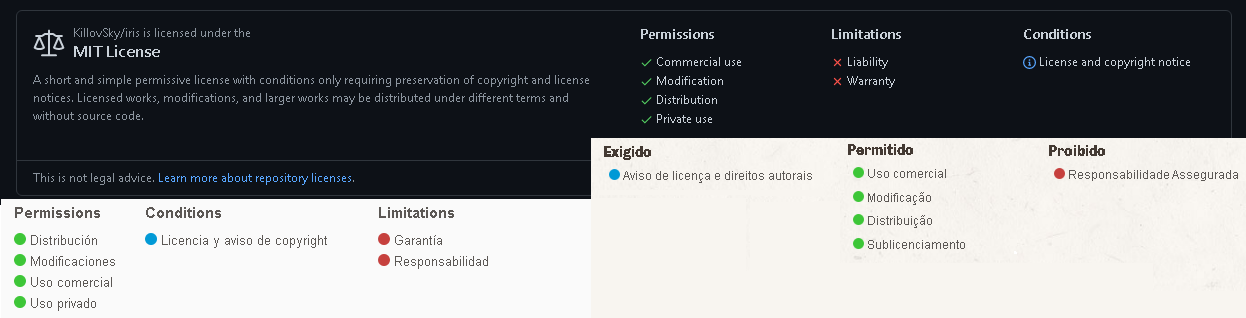 KillovSky/iris is licensed under the
MIT License
A short and simple permissive license with conditions only requiring preservation of copyright and license
notices. Licensed works, modifications, and larger works may be distributed under different terms and
without source code.
Permissions
Commercial use
Modification
Distribution
Private use
Limitations
Liability
Warranty
Conditions
License and copyright notice
This is not legal advice. Learn more about repository licenses.
Permissions
Distribución
Modificaciones
Uso comercial
Uso privado
Conditions
Licencia y aviso de copyright
Limitations
Garantía
Responsabilidad
Exigido
Aviso de licença e direitos autorais
Permitido
Uso comercial
Modificação
Distribuição
Sublicenciamento
Proibido
Responsabilidade Assegurada